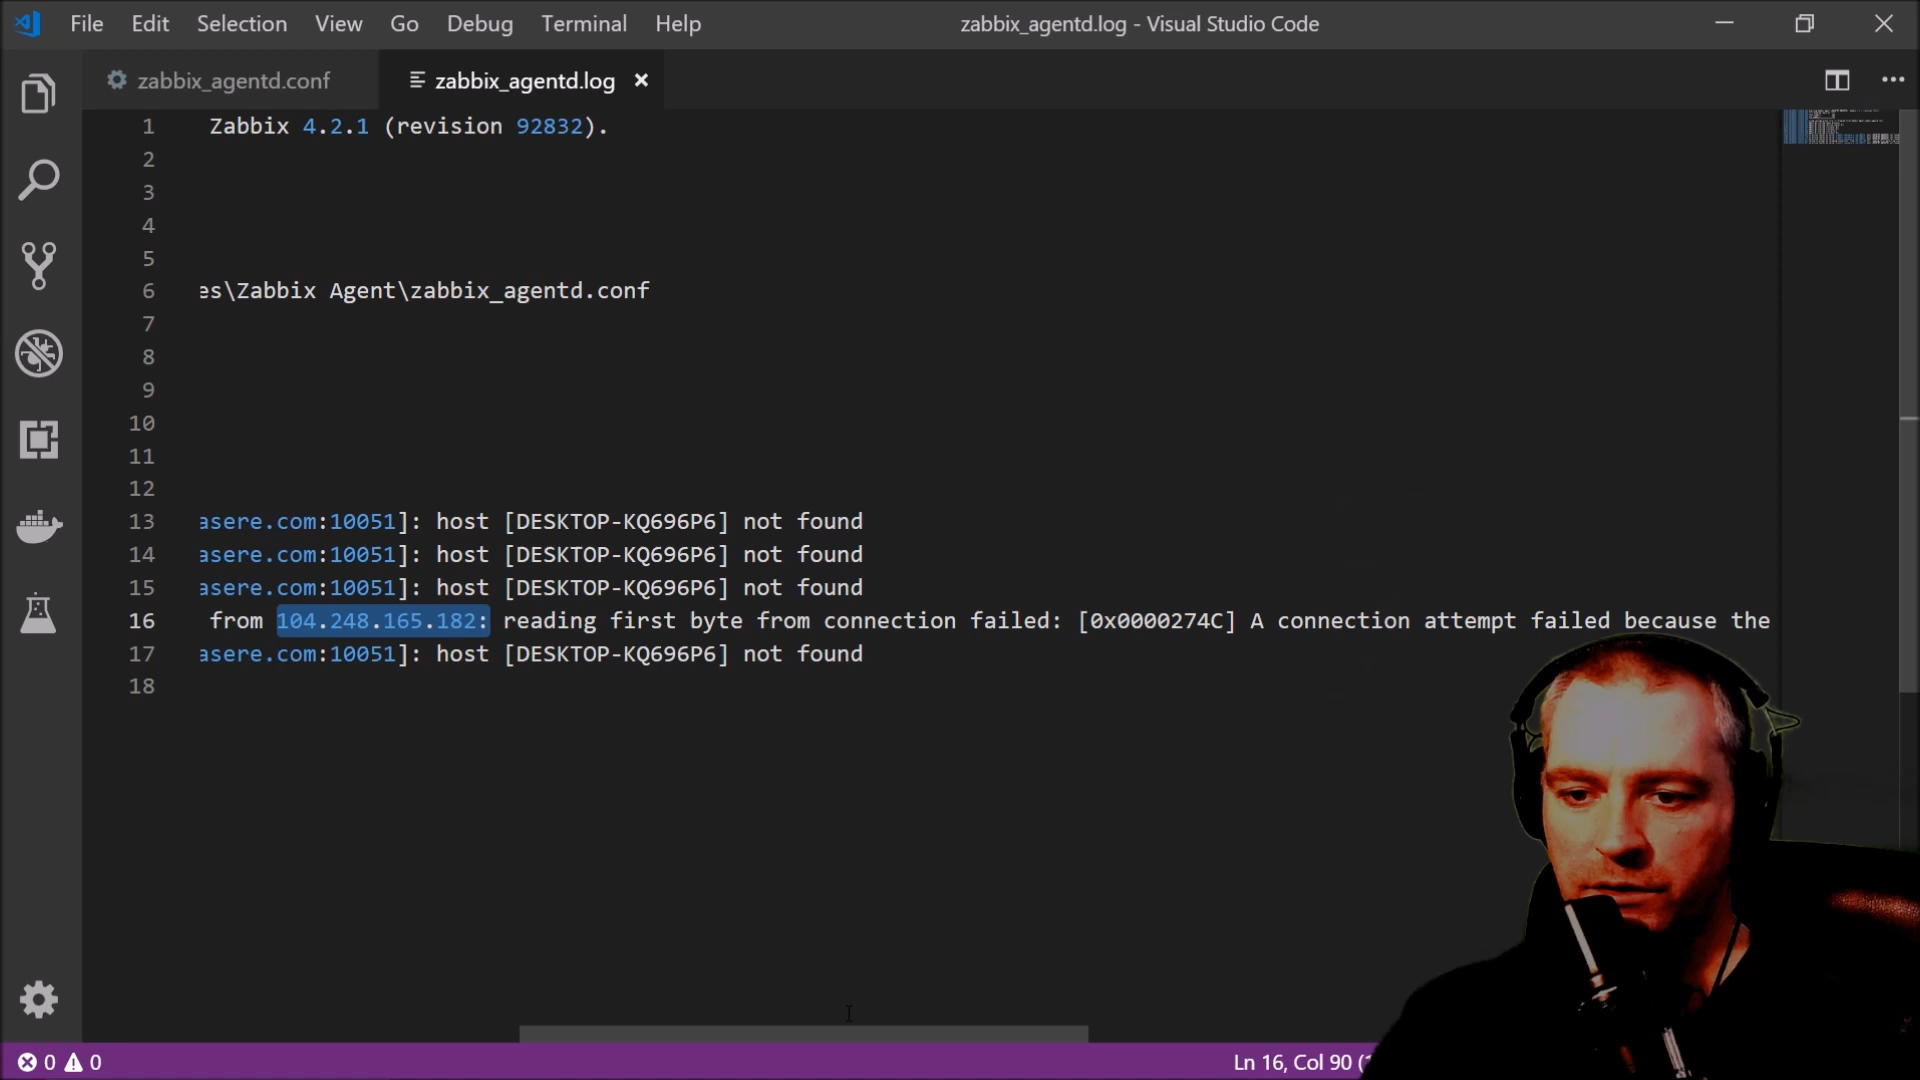 File Edit Selection View Go Debug Terminal Help zabbix_agentd.log - Visual Studio Code
zabbix_agentd.conf zabbix_agentd.log
1 Zabbix 4.2.1 (revision 92832).
2
3
4
5
6 es\Zabbix Agent\zabbix_agentd.conf
7
8
9
10
11
12
13 asere.com:10051]: host [DESKTOP-KQ696P6] not found
14 asere.com:10051]: host [DESKTOP-KQ696P6] not found
15 asere.com:10051]: host [DESKTOP-KQ696P6] not found
16 from 104.248.165.182: reading first byte from connection failed: [0x0000274C] A connection attempt failed because the
17 asere.com:10051]: host [DESKTOP-KQ696P6] not found
18
0 0 Ln 16, Col 90 (